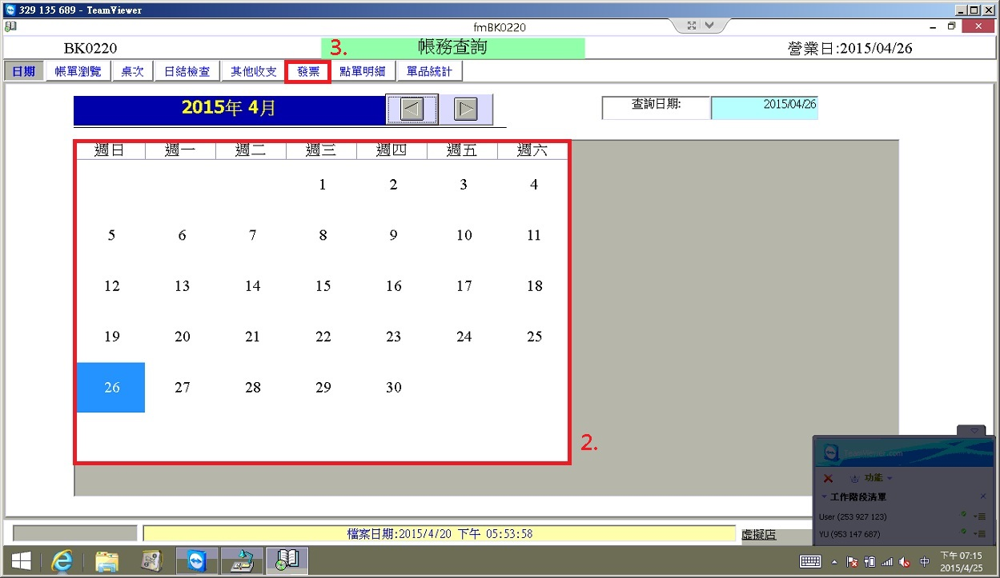 329 135 689 - TeamViewer
fmBK0220
BK0220
3.
帳務查詢
營業日:2015/04/26
日期 帳單瀏覽 桌次 日結檢查 其他收支 發票 點單明細 單品統計
2015年 4月
查詢日期: 2015/04/26
週日 週一 週二 週三 週四 週五 週六
1 2 3 4
5 6 7 8 9 10 11
12 13 14 15 16 17 18
19 20 21 22 23 24 25
26 27 28 29 30
2.
TeamViewer.com
功能
工作階段清單
User (253 927 123)
YU (953 147 687)
檔案日期:2015/4/20 下午 05:53:58
虛擬店
中
下午 07:15
2015/4/25